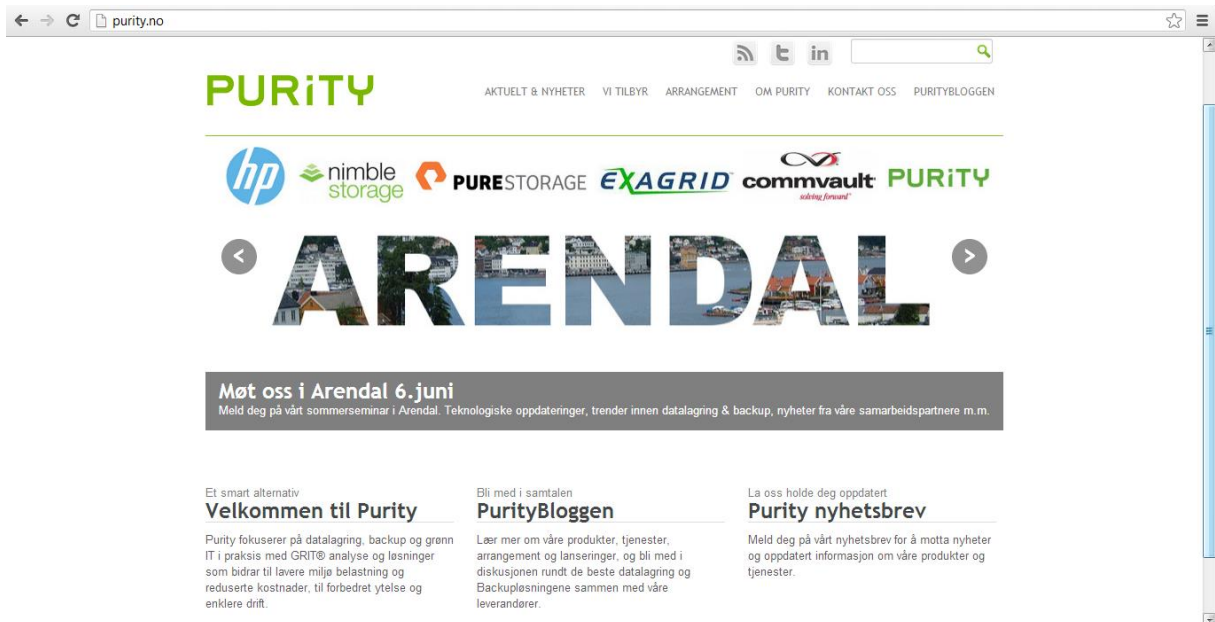 purity.no
in
PURiTY
AKTUELT & NYHETER VI TILBYR ARRANGEMENT OM PURITY KONTAKT OSS PURITYBLOGGEN
hp nimble storage PURESTORAGE EXAGRID commvault solving forward PURiTY
ARENDAL
Møt oss i Arendal 6.juni
Meld deg på vårt sommerseminar i Arendal. Teknologiske oppdateringer, trender innen datalagring & backup, nyheter fra våre samarbeidspartnere m.m.
Et smart alternativ
Velkommen til Purity
Purity fokuserer på datalagring, backup og grønn
IT i praksis med GRIT® analyse og løsninger
som bidrar til lavere miljø belastning og
reduserte kostnader, til forbedret ytelse og
enklere drift.
Bli med i samtalen
PurityBloggen
Lær mer om våre produkter, tjenester,
arrangement og lanseringer, og bli med i
diskusjonen rundt de beste datalagring og
Backupløsningene sammen med våre
leverandører.
La oss holde deg oppdatert
Purity nyhetsbrev
Meld deg på vårt nyhetsbrev for å motta nyheter
og oppdatert informasjon om våre produkter og
tjenester.